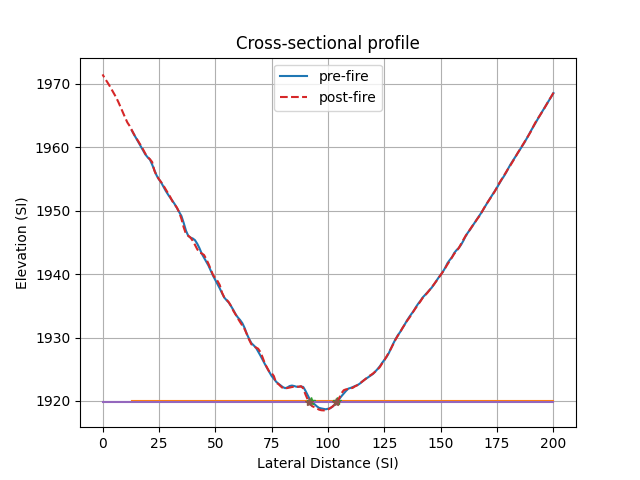 Cross-sectional profile
pre-fire
post-fire
1970
1960
1950
1940
1930
1920
Elevation (SI)
0 25 50 75 100 125 150 175 200
Lateral Distance (SI)